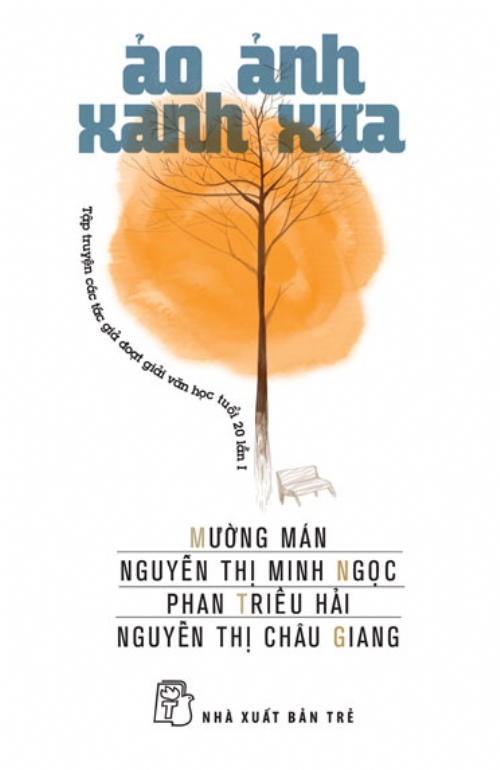 ảo ảnh
xanh xưa
Tập truyện các tác giả đoạt giải văn học tuổi 20 lần I
MƯỜNG MÁN
NGUYỄN THỊ MINH NGỌC
PHAN TRIỀU HẢI
NGUYỄN THỊ CHÂU GIANG
NHÀ XUẤT BẢN TRẺ